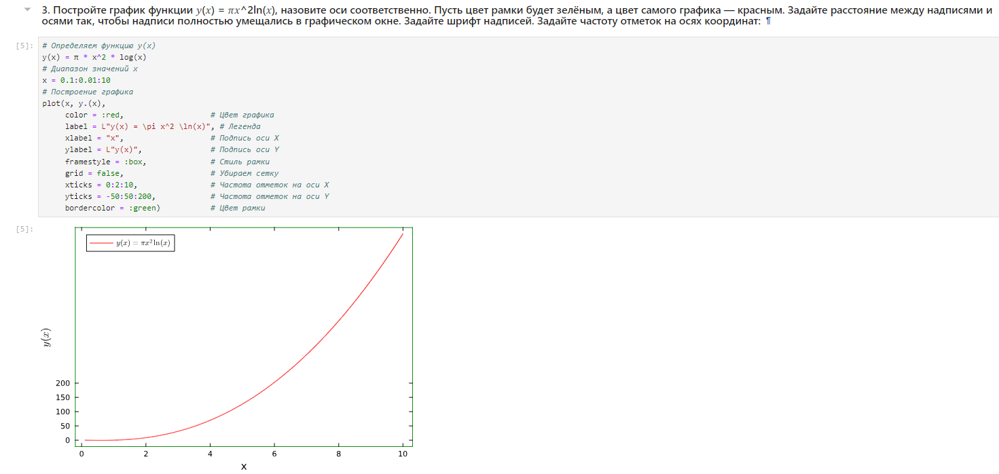 3. Постройте график функции y(x) = πx^2ln(x), назовите оси соответственно. Пусть цвет рамки будет зелёным, а цвет самого графика — красным. Задайте расстояние между надписями и
осями так, чтобы надписи полностью умещались в графическом окне. Задайте шрифт надписей. Задайте частоту отметок на осях координат: ¶
[5]:
# Определяем функцию y(x)
y(x) = π * x^2 * log(x)
# Диапазон значений x
x = 0.1:0.01:10
# Построение графика
plot(x, y.(x),
color = :red, # Цвет графика
label = L"y(x) = \pi x^2 \ln(x)", # Легенда
xlabel = "x", # Подпись оси X
ylabel = L"y(x)", # Подпись оси Y
framestyle = :box, # Стиль рамки
grid = false, # Убираем сетку
xticks = 0:2:10, # Частота отметок на оси X
yticks = -50:50:200, # Частота отметок на оси Y
bordercolor = :green) # Цвет рамки
[5]:
y(x) = πx²ln(x)
y(x)
200
150
100
50
0
0 2 4 6 8 10
x